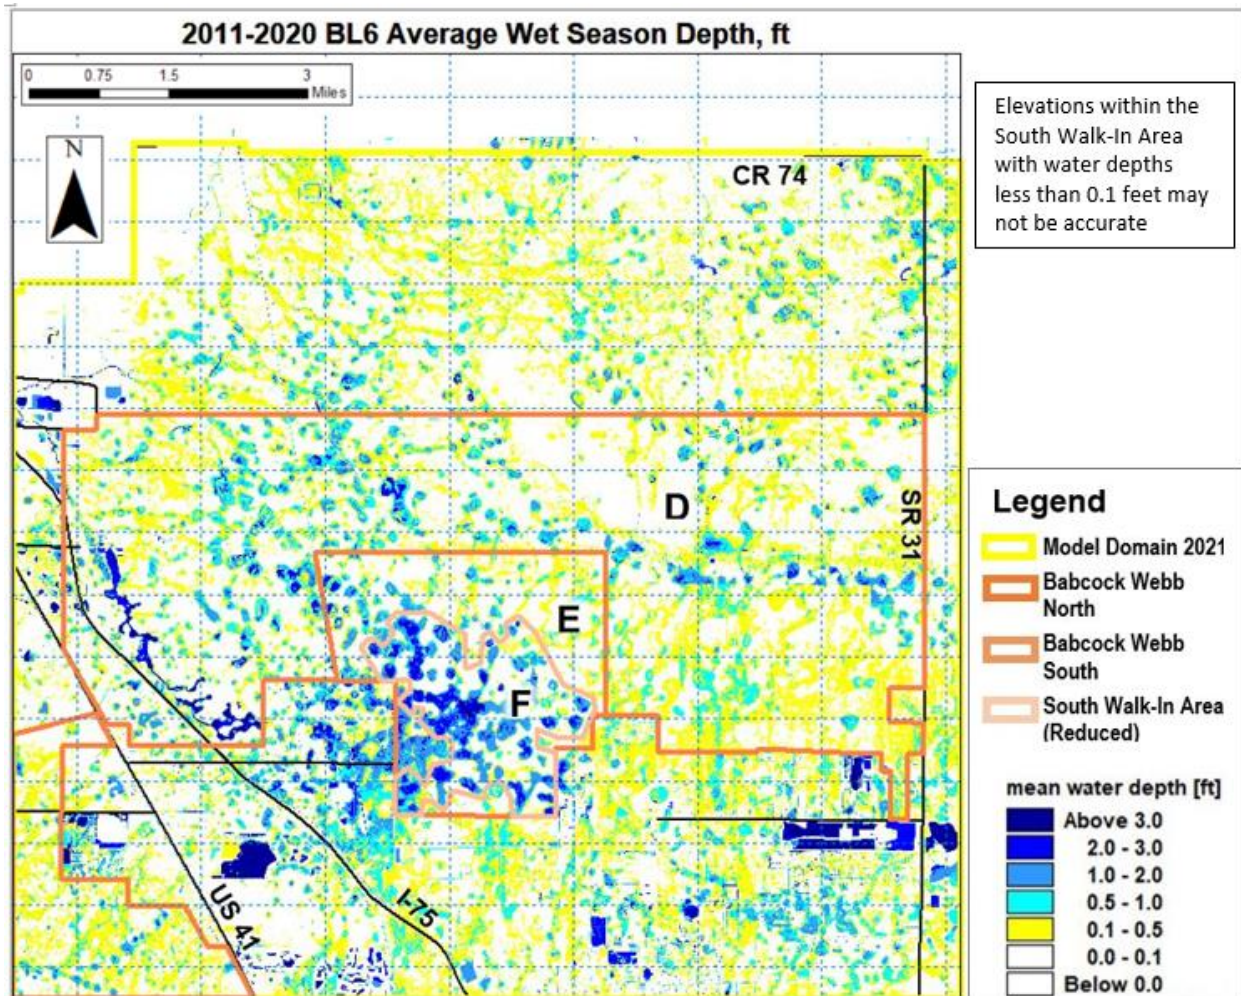 2011-2020 BL6 Average Wet Season Depth, ft
0 0.75 1.5 3
Miles
N
Elevations within the
South Walk-In Area
with water depths
less than 0.1 feet may
not be accurate
CR 74
D
SR 31
E
F
I-75
US 41
Legend
Model Domain 2021
Babcock Webb
North
Babcock Webb
South
South Walk-In Area
(Reduced)
mean water depth [ft]
Above 3.0
2.0 - 3.0
1.0 - 2.0
0.5 - 1.0
0.1 - 0.5
0.0 - 0.1
Below 0.0